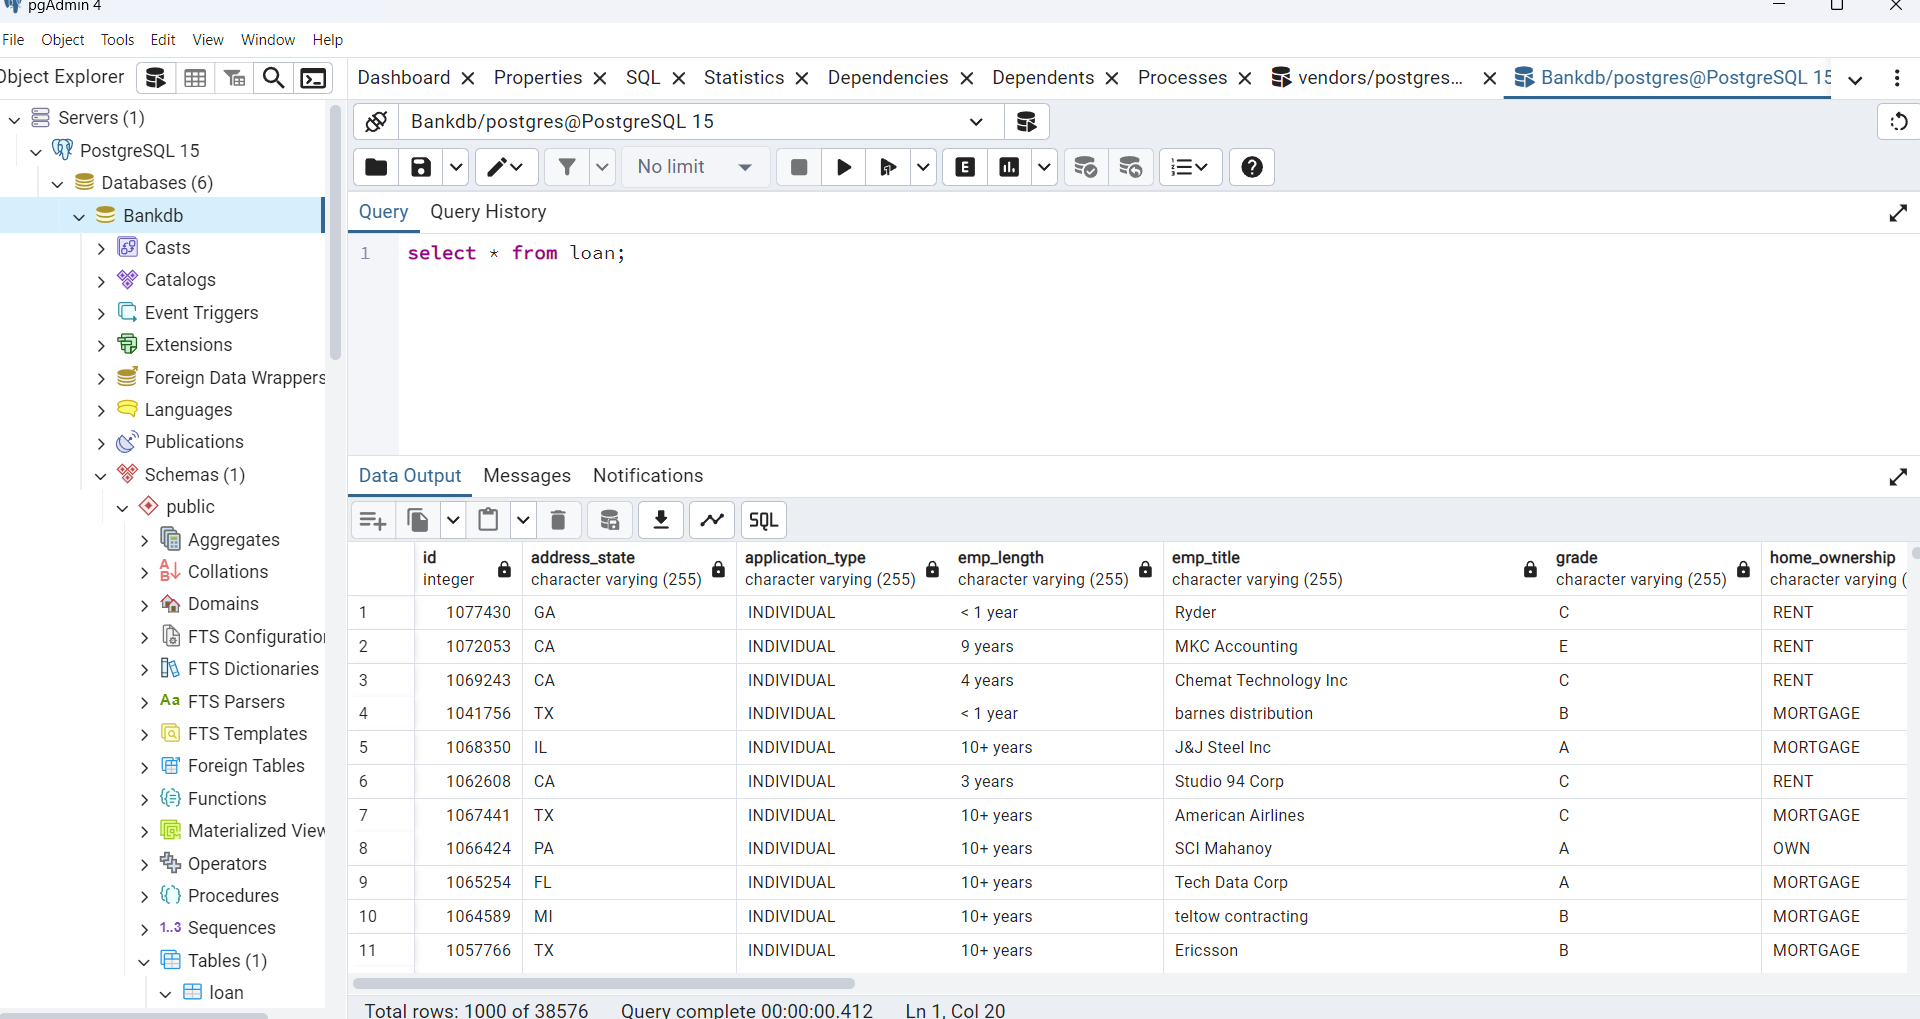 pgAdmin 4
File Object Tools Edit View Window Help
Object Explorer
Dashboard Properties SQL Statistics Dependencies Dependents Processes vendors/postgres... Bankdb/postgres@PostgreSQL 15
Servers (1)
PostgreSQL 15
Databases (6)
Bankdb
Casts
Catalogs
Event Triggers
Extensions
Foreign Data Wrappers
Languages
Publications
Schemas (1)
public
Aggregates
Collations
Domains
FTS Configuration
FTS Dictionaries
Aa FTS Parsers
FTS Templates
Foreign Tables
Functions
Materialized View
Operators
Procedures
1..3 Sequences
Tables (1)
loan
Bankdb/postgres@PostgreSQL 15
No limit
E
Query Query History
1 select * from loan;
Data Output Messages Notifications
SQL
id address_state application_type emp_length emp_title grade home_ownership
integer character varying (255) character varying (255) character varying (255) character varying (255) character varying (255) character varying (
1 1077430 GA INDIVIDUAL < 1 year Ryder C RENT
2 1072053 CA INDIVIDUAL 9 years MKC Accounting E RENT
3 1069243 CA INDIVIDUAL 4 years Chemat Technology Inc C RENT
4 1041756 TX INDIVIDUAL < 1 year barnes distribution B MORTGAGE
5 1068350 IL INDIVIDUAL 10+ years J&J Steel Inc A MORTGAGE
6 1062608 CA INDIVIDUAL 3 years Studio 94 Corp C RENT
7 1067441 TX INDIVIDUAL 10+ years American Airlines C MORTGAGE
8 1066424 PA INDIVIDUAL 10+ years SCI Mahanoy A OWN
9 1065254 FL INDIVIDUAL 10+ years Tech Data Corp A MORTGAGE
10 1064589 MI INDIVIDUAL 10+ years teltow contracting B MORTGAGE
11 1057766 TX INDIVIDUAL 10+ years Ericsson B MORTGAGE
Total rows: 1000 of 38576 Query complete 00:00:00.412 Ln 1, Col 20